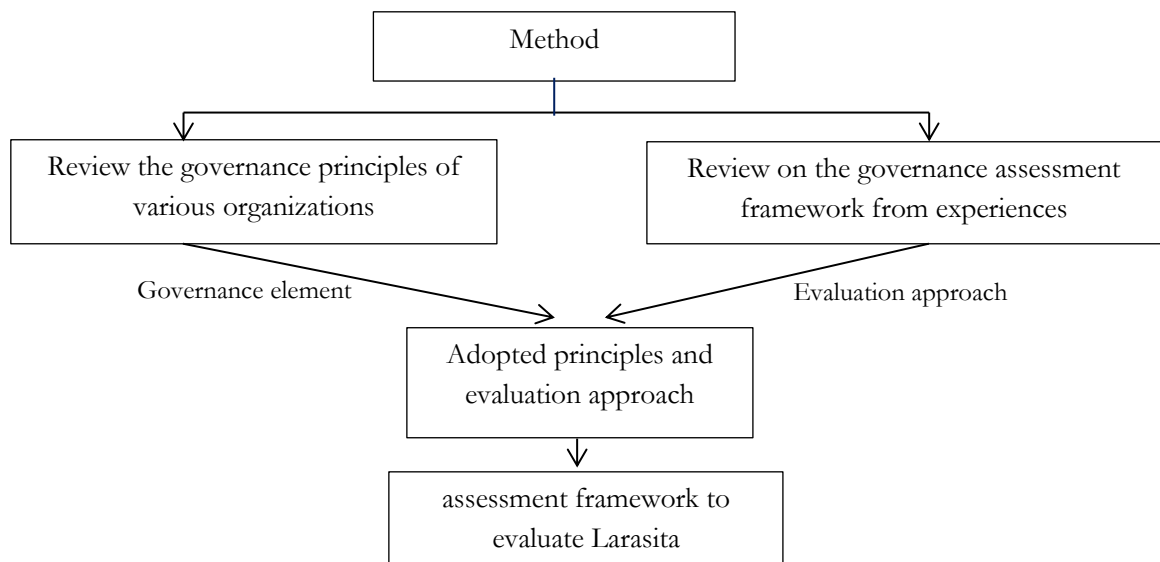 Method
Review the governance principles of
various organizations
Review on the governance assessment
framework from experiences
Governance element
Evaluation approach
Adopted principles and
evaluation approach
assessment framework to
evaluate Larasita